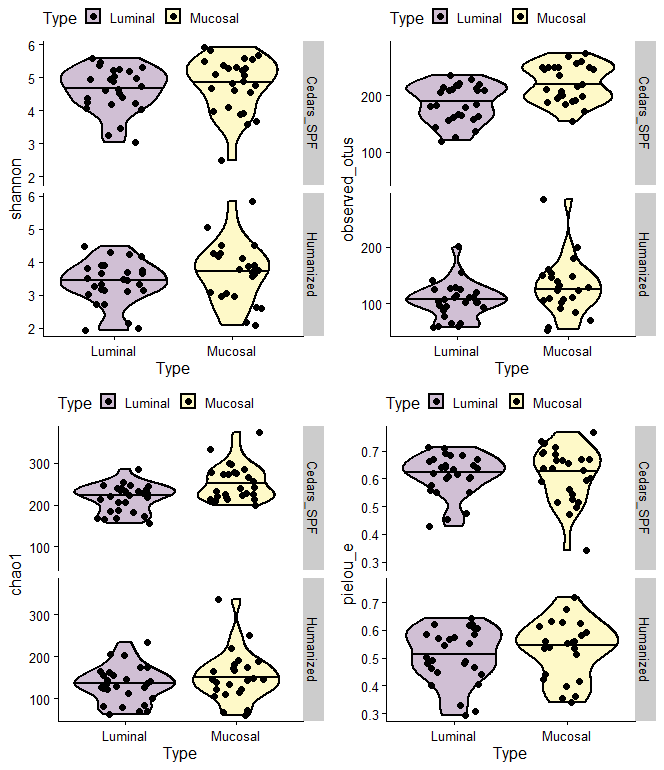 Type Luminal Mucosal
shannon
6
5
4
3
2
Cedars_SPF
6
5
4
3
2
Humanized
Luminal Mucosal
Type
Type Luminal Mucosal
observed_otus
200
100
Cedars_SPF
200
100
Humanized
Luminal Mucosal
Type
Type Luminal Mucosal
chao1
300
200
100
Cedars_SPF
300
200
100
Humanized
Luminal Mucosal
Type
Type Luminal Mucosal
pielou_e
0.7
0.6
0.5
0.4
0.3
Cedars_SPF
0.7
0.6
0.5
0.4
0.3
Humanized
Luminal Mucosal
Type